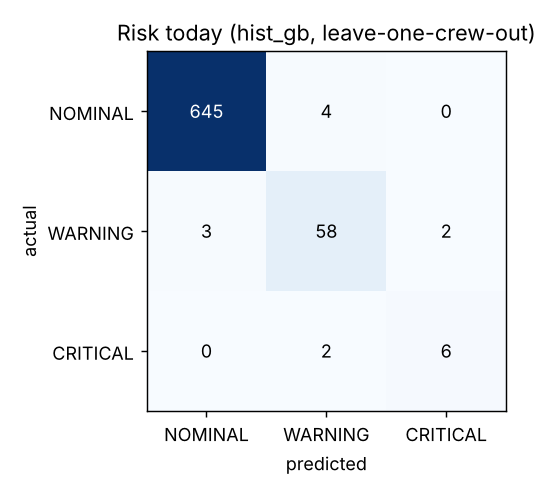 Risk today (hist_gb, leave-one-crew-out)
NOMINAL 645 4 0
actual
WARNING 3 58 2
CRITICAL 0 2 6
NOMINAL WARNING CRITICAL
predicted